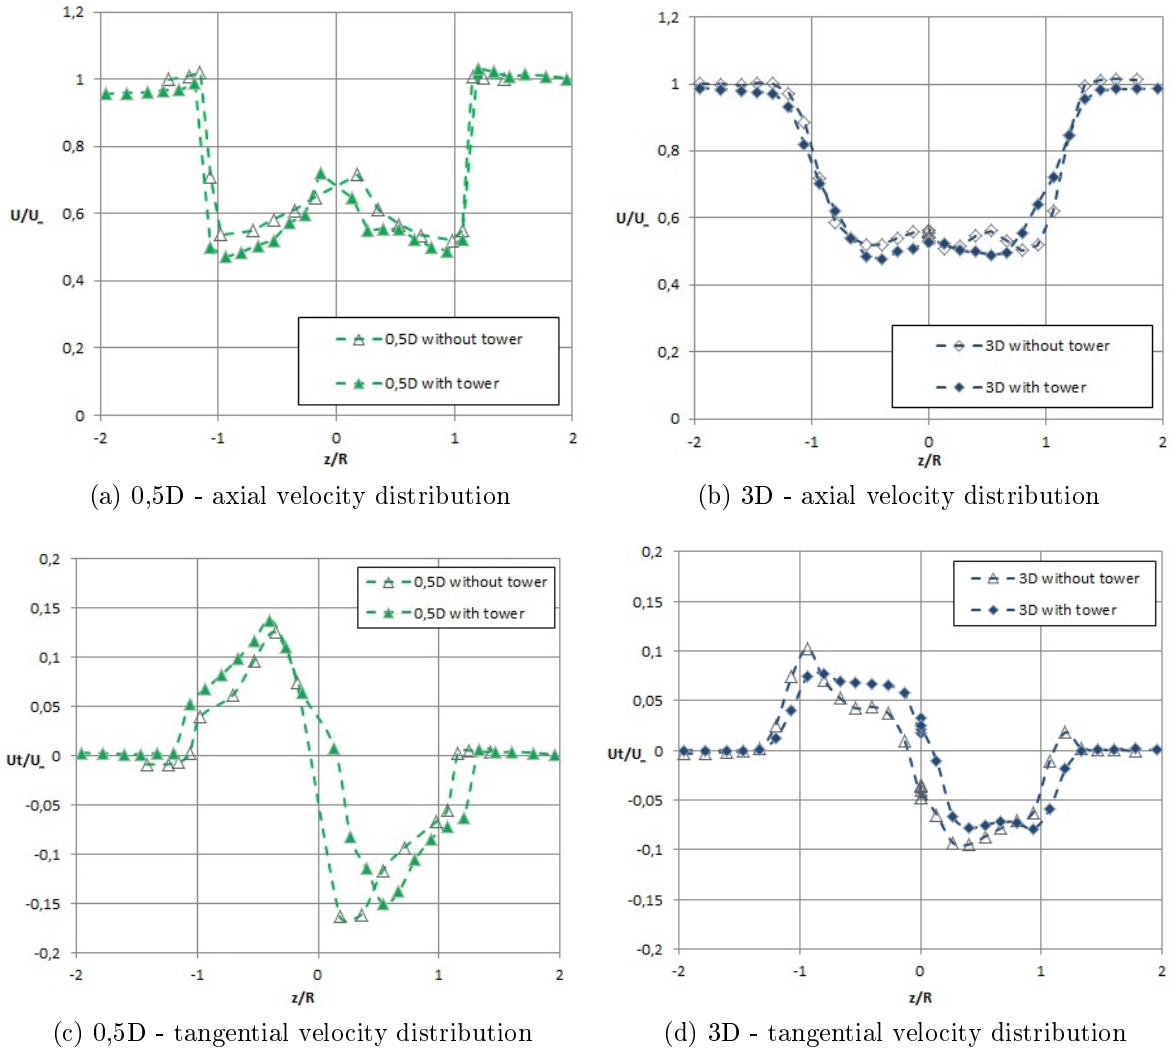 1,2
1
0,8
0,6
0,4
0,2
0
U/U∞
-2 -1 0 1 2
z/R
0,5D without tower
0,5D with tower
(a) 0,5D - axial velocity distribution
1,2
1
0,8
0,6
0,4
0,2
0
U/U∞
-2 -1 0 1 2
z/R
3D without tower
3D with tower
(b) 3D - axial velocity distribution
0,2
0,15
0,1
0,05
0
-0,05
-0,1
-0,15
-0,2
Ut/U∞
-2 -1 0 1 2
z/R
0,5D without tower
0,5D with tower
(c) 0,5D - tangential velocity distribution
0,2
0,15
0,1
0,05
0
-0,05
-0,1
-0,15
-0,2
Ut/U∞
-2 -1 0 1 2
z/R
3D without tower
3D with tower
(d) 3D - tangential velocity distribution